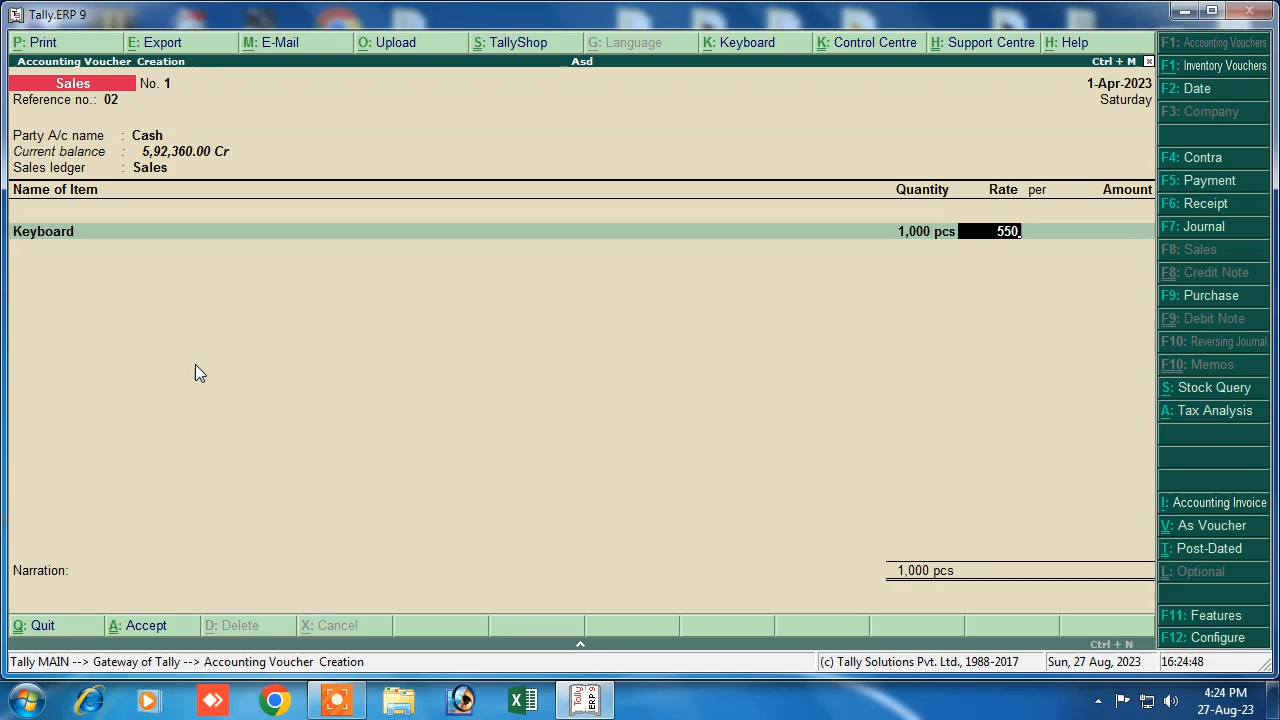 Tally.ERP 9
P: Print E: Export M: E-Mail O: Upload S: TallyShop G: Language K: Keyboard K: Control Centre H: Support Centre H: Help
Accounting Voucher Creation Asd Ctrl + M
Sales No. 1 1-Apr-2023
Reference no.: 02 Saturday
Party A/c name : Cash
Current balance : 5,92,360.00 Cr
Sales ledger : Sales
Name of Item Quantity Rate per Amount
Keyboard 1,000 pcs 550
Narration: 1,000 pcs
F1: Accounting Vouchers
F1: Inventory Vouchers
F2: Date
F3: Company
F4: Contra
F5: Payment
F6: Receipt
F7: Journal
F8: Sales
F8: Credit Note
F9: Purchase
F9: Debit Note
F10: Reversing Journal
F10: Memos
S: Stock Query
A: Tax Analysis
I: Accounting Invoice
V: As Voucher
T: Post-Dated
L: Optional
F11: Features
F12: Configure
Q: Quit A: Accept D: Delete X: Cancel
Ctrl + N
Tally MAIN --> Gateway of Tally --> Accounting Voucher Creation (c) Tally Solutions Pvt. Ltd., 1988-2017 Sun, 27 Aug, 2023 16:24:48
4:24 PM
27-Aug-23